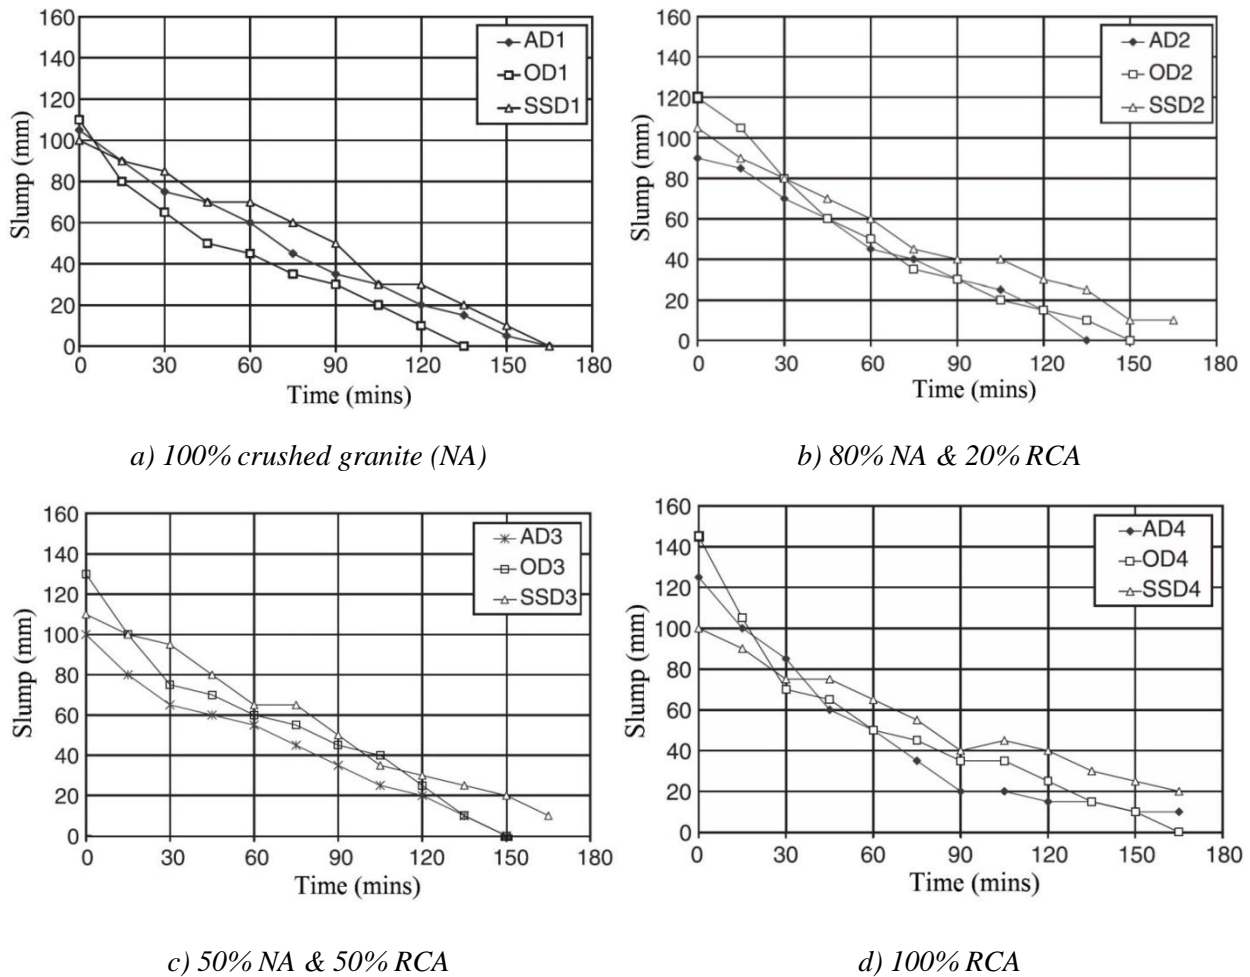 160
140
120
100
80
60
40
20
0
Slump (mm)
AD1
OD1
SSD1
0 30 60 90 120 150 180
Time (mins)
a) 100% crushed granite (NA)
160
140
120
100
80
60
40
20
0
Slump (mm)
AD2
OD2
SSD2
0 30 60 90 120 150 180
Time (mins)
b) 80% NA & 20% RCA
160
140
120
100
80
60
40
20
0
Slump (mm)
AD3
OD3
SSD3
0 30 60 90 120 150 180
Time (mins)
c) 50% NA & 50% RCA
160
140
120
100
80
60
40
20
0
Slump (mm)
AD4
OD4
SSD4
0 30 60 90 120 150 180
Time (mins)
d) 100% RCA